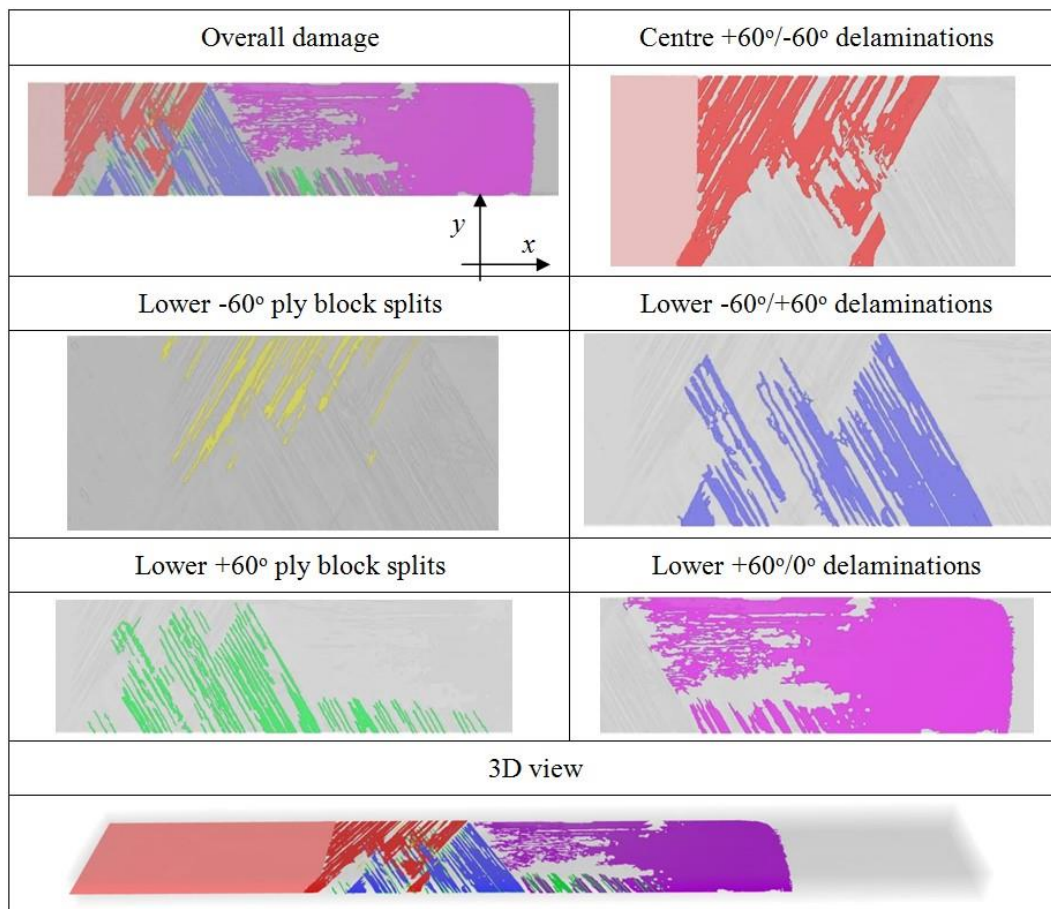 Overall damage
Centre +60°/-60° delaminations
y
x
Lower -60° ply block splits
Lower -60°/+60° delaminations
Lower +60° ply block splits
Lower +60°/0° delaminations
3D view